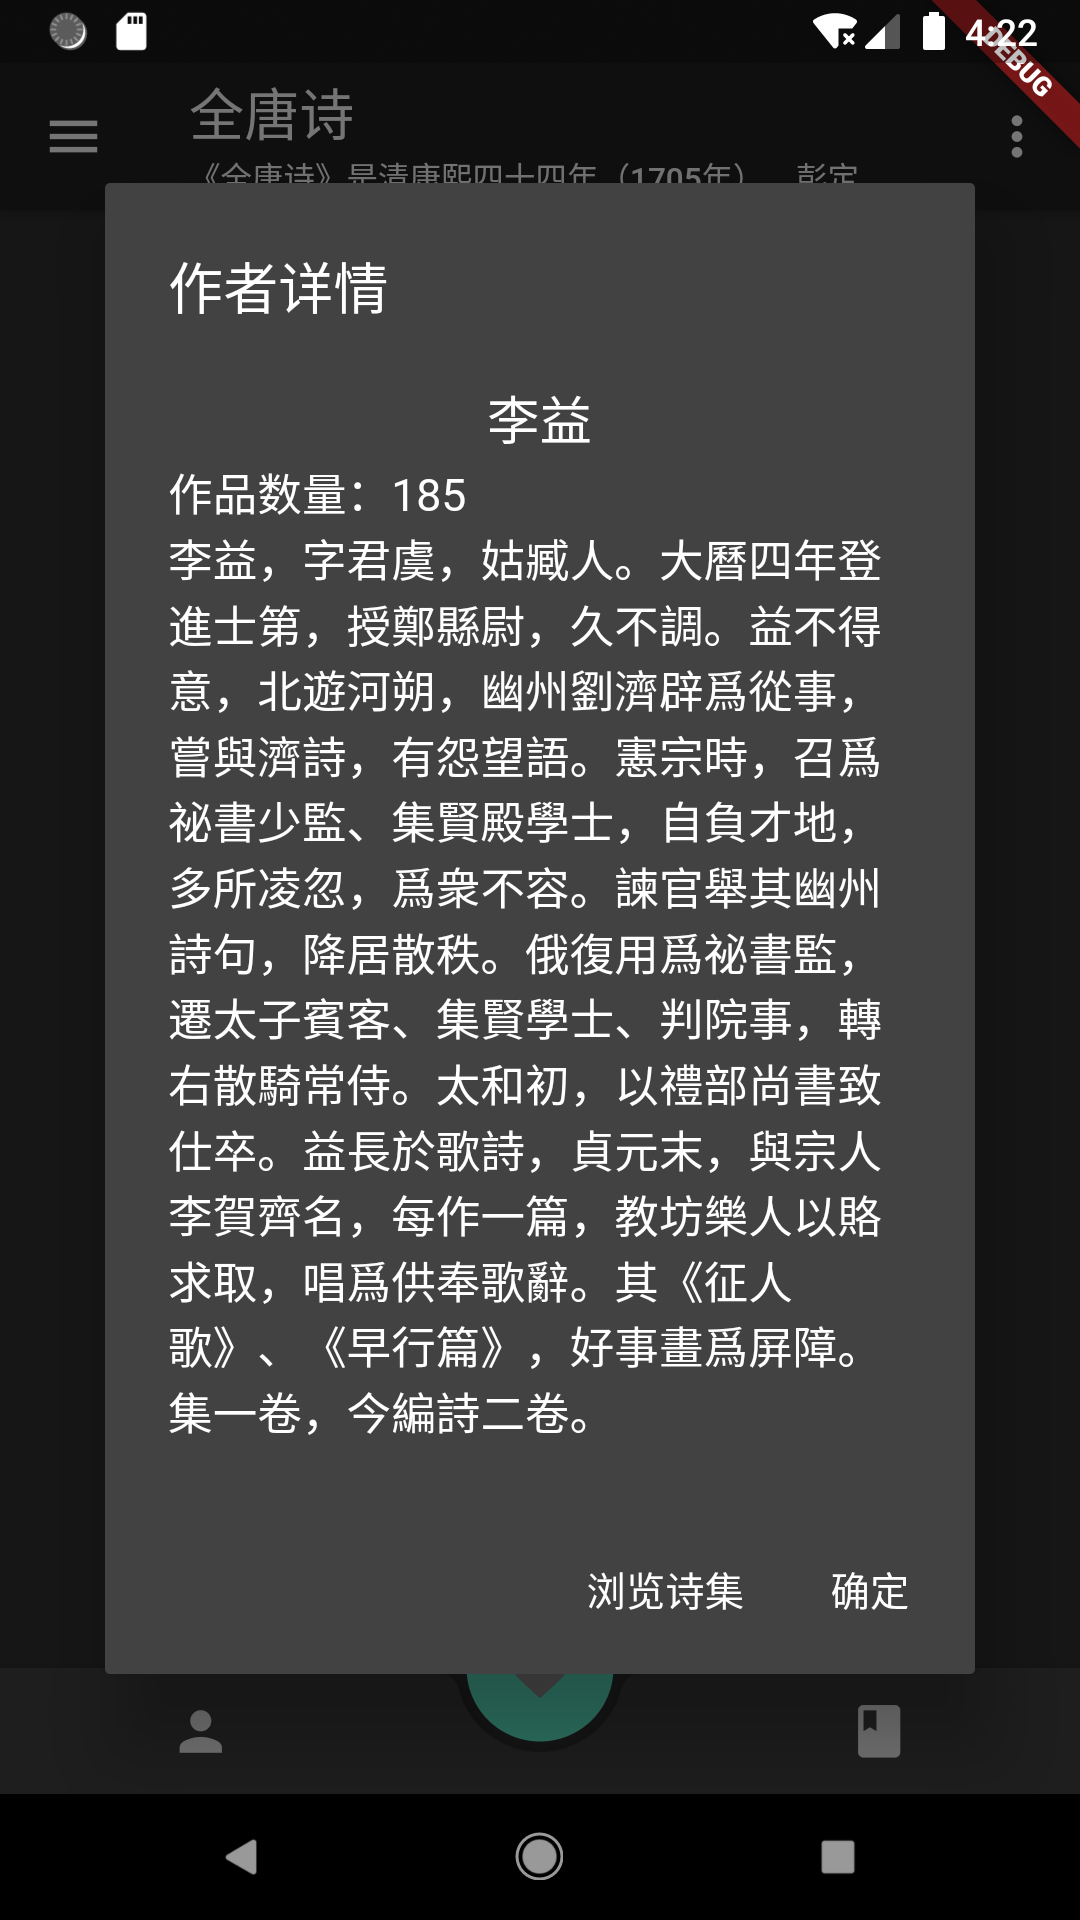 4:22
DEBUG
全唐诗
《全唐诗》是清康熙四十四年（1705年），彭定
作者详情
李益
作品数量：185
李益，字君虞，姑臧人。大曆四年登
進士第，授鄭縣尉，久不調。益不得
意，北遊河朔，幽州劉濟辟爲從事，
嘗與濟詩，有怨望語。憲宗時，召爲
祕書少監、集賢殿學士，自負才地，
多所凌忽，爲衆不容。諫官舉其幽州
詩句，降居散秩。俄復用爲祕書監，
遷太子賓客、集賢學士、判院事，轉
右散騎常侍。太和初，以禮部尚書致
仕卒。益長於歌詩，貞元末，與宗人
李賀齊名，每作一篇，教坊樂人以賂
求取，唱爲供奉歌辭。其《征人
歌》、《早行篇》，好事畫爲屏障。
集一卷，今編詩二卷。
浏览诗集 确定